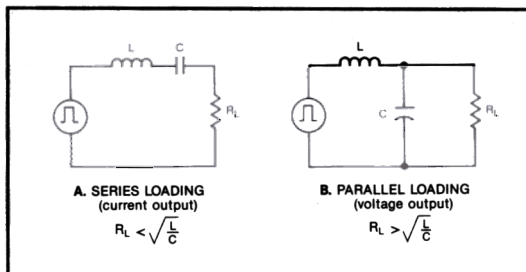 L
C
R_L
A. SERIES LOADING
(current output)
R_L < √(L/C)
L
C
R_L
B. PARALLEL LOADING
(voltage output)
R_L > √(L/C)